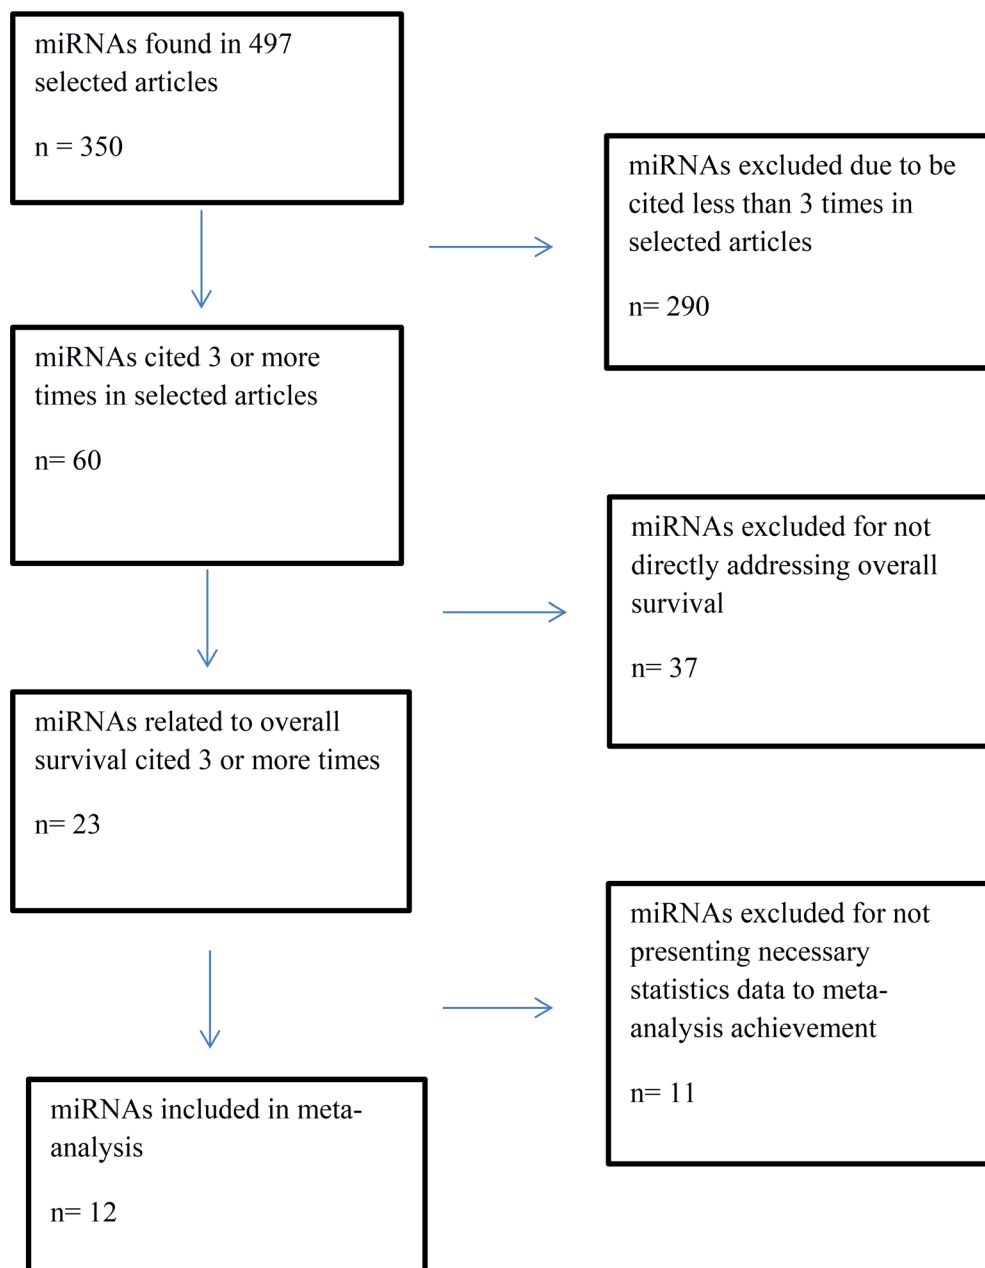 miRNAs found in 497
selected articles
n = 350
miRNAs excluded due to be
cited less than 3 times in
selected articles
n= 290
miRNAs cited 3 or more
times in selected articles
n= 60
miRNAs excluded for not
directly addressing overall
survival
n= 37
miRNAs related to overall
survival cited 3 or more times
n= 23
miRNAs excluded for not
presenting necessary
statistics data to meta-
analysis achievement
n= 11
miRNAs included in meta-
analysis
n= 12